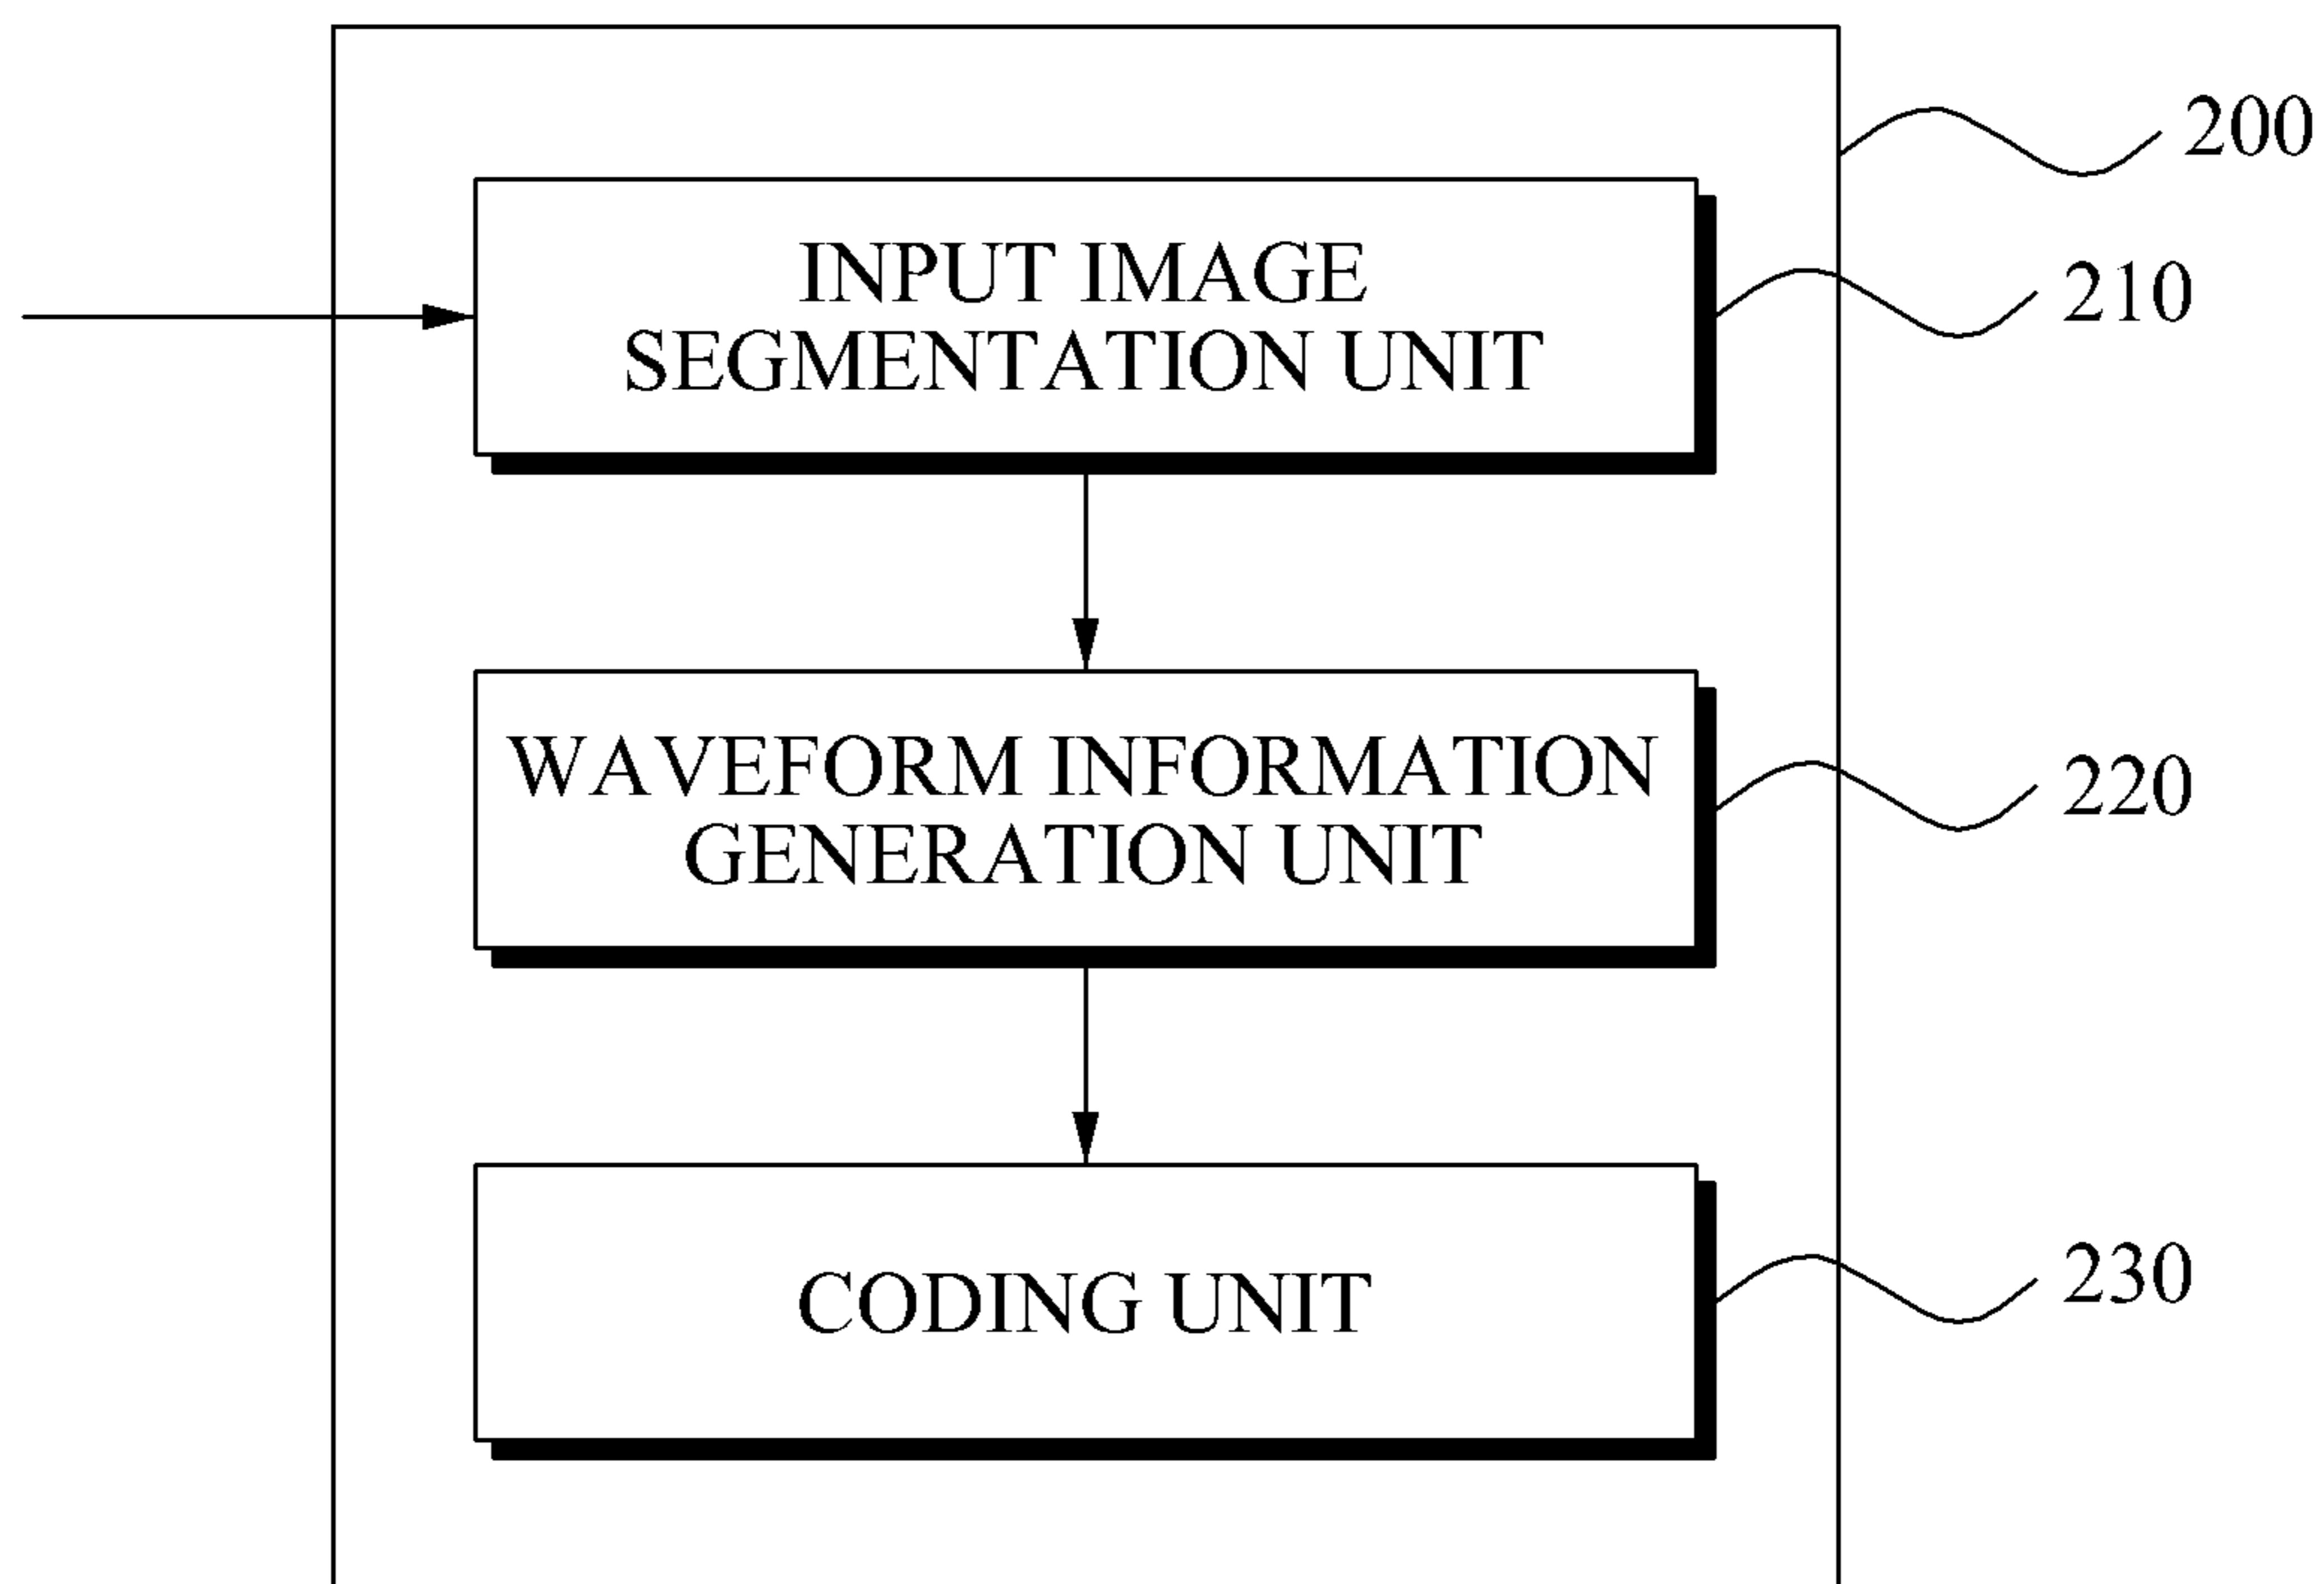 200
INPUT IMAGE
SEGMENTATION UNIT
210
WAVEFORM INFORMATION
GENERATION UNIT
220
CODING UNIT
230